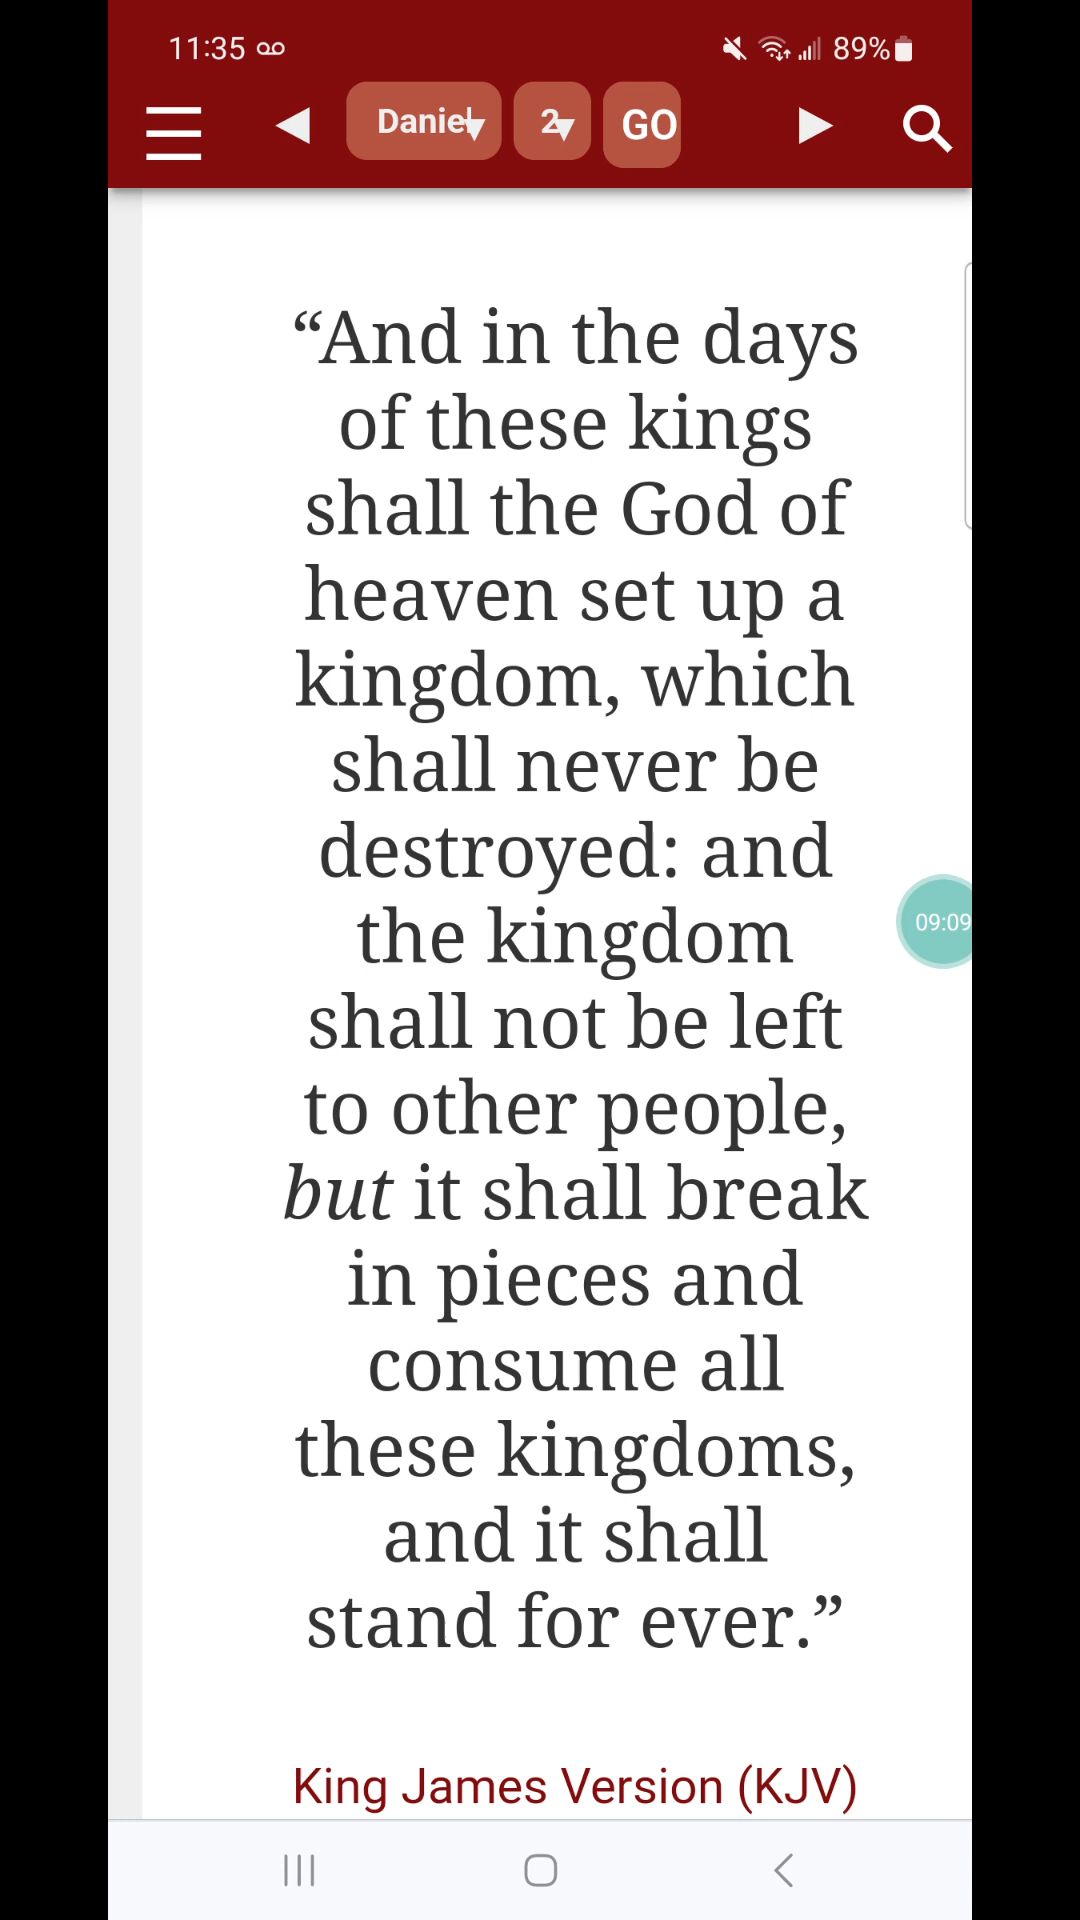 11:35 89%
Daniel 2 GO
“And in the days
of these kings
shall the God of
heaven set up a
kingdom, which
shall never be
destroyed: and
the kingdom
09:09
shall not be left
to other people,
but it shall break
in pieces and
consume all
these kingdoms,
and it shall
stand for ever.”
King James Version (KJV)